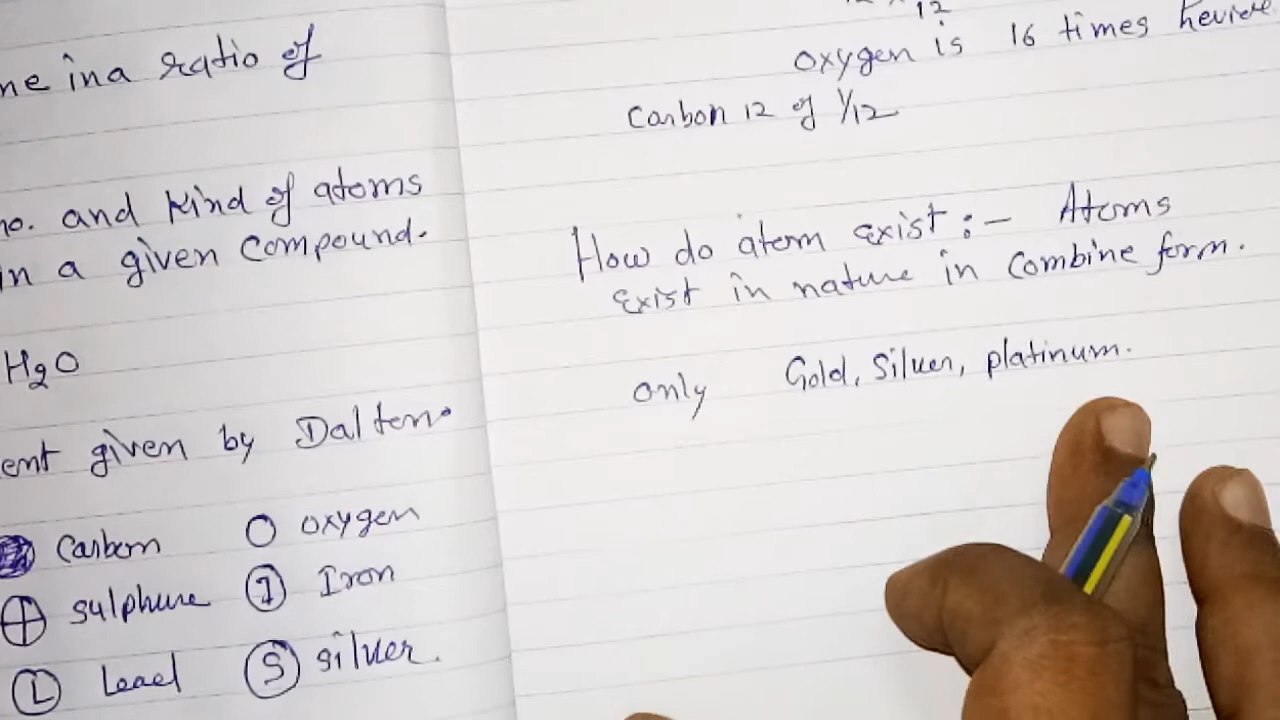 ne in a ratio of
no. and kind of atoms
in a given compound.
H2O
ent given by Dalton.
Carbon O oxygen
sulphure I Iron
L Lead S silver.
12
oxygen is 16 times hevier
Carbon 12 of 1/12
How do atom exist :- Atoms
exist in nature in combine form.
only Gold, silver, platinum.